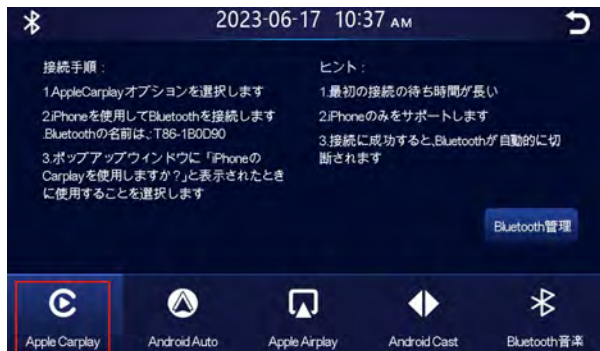 2023-06-17 10:37 AM
接続手順 :
1.AppleCarplayオプションを選択します
2.iPhoneを使用してBluetoothを接続します
.Bluetoothの名前は、: T86-1B0D90
3.ポップアップウインドウに「iPhoneの
Carplayを使用しますか?」と表示されたとき
に使用することを選択します
ヒント :
1.最初の接続の待ち時間が長い
2.iPhoneのみをサポートします
3.接続に成功すると、Bluetoothが自動的に切
断されます
Bluetooth管理
Apple Carplay
Android Auto
Apple Airplay
Android Cast
Bluetooth音楽